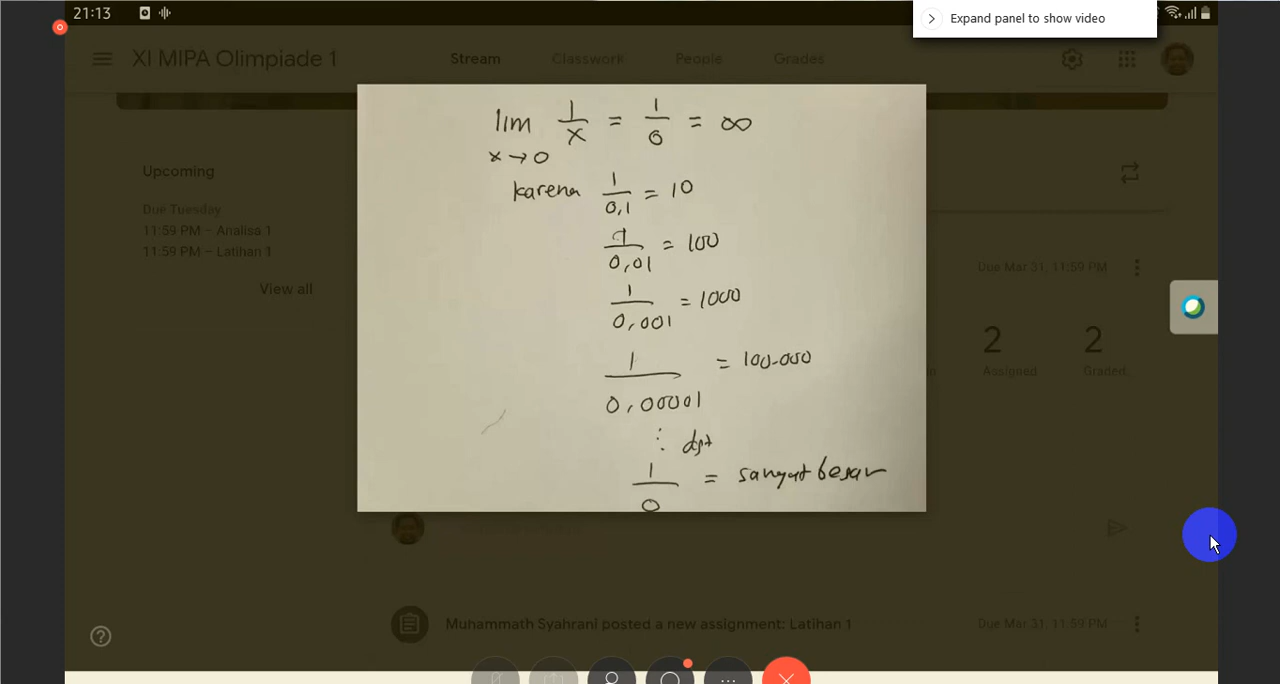 21:13
Expand panel to show video
XI MIPA Olimpiade 1
Stream Classwork People Grades
Upcoming
Due Tuesday
11:59 PM – Analisa 1
11:59 PM – Latihan 1
View all
lim 1/x = 1/0 = ∞
x → 0
karena 1/0,1 = 10
1/0,01 = 100
1/0,001 = 1000
1/0,00001 = 100.000
⋮
1/0 = sangat besar
Due Mar 31, 11:59 PM
2 2
Assigned Graded
Muhammath Syahrani posted a new assignment: Latihan 1
Due Mar 31, 11:59 PM